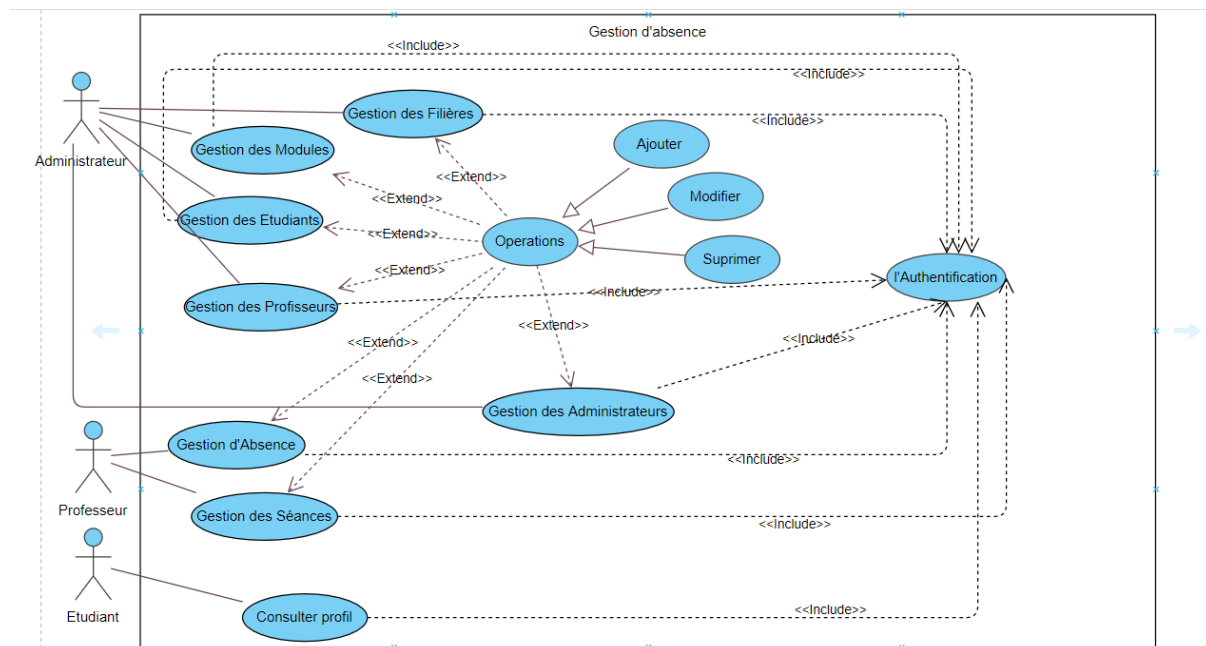 Gestion d'absence
<<Include>>
<<Include>>
Gestion des Filières
<<Include>>
Ajouter
Gestion des Modules
Administrateur
<<Extend>>
<<Extend>>
Modifier
Gestion des Etudiants
<<Extend>>
Operations
Suprimer
<<Extend>>
l'Authentification
<<Include>>
Gestion des Profisseurs
<<Extend>>
<<Include>>
<<Extend>>
<<Extend>>
Gestion des Administrateurs
Gestion d'Absence
<<Include>>
Professeur
Gestion des Séances
<<Include>>
Etudiant
Consulter profil
<<Include>>